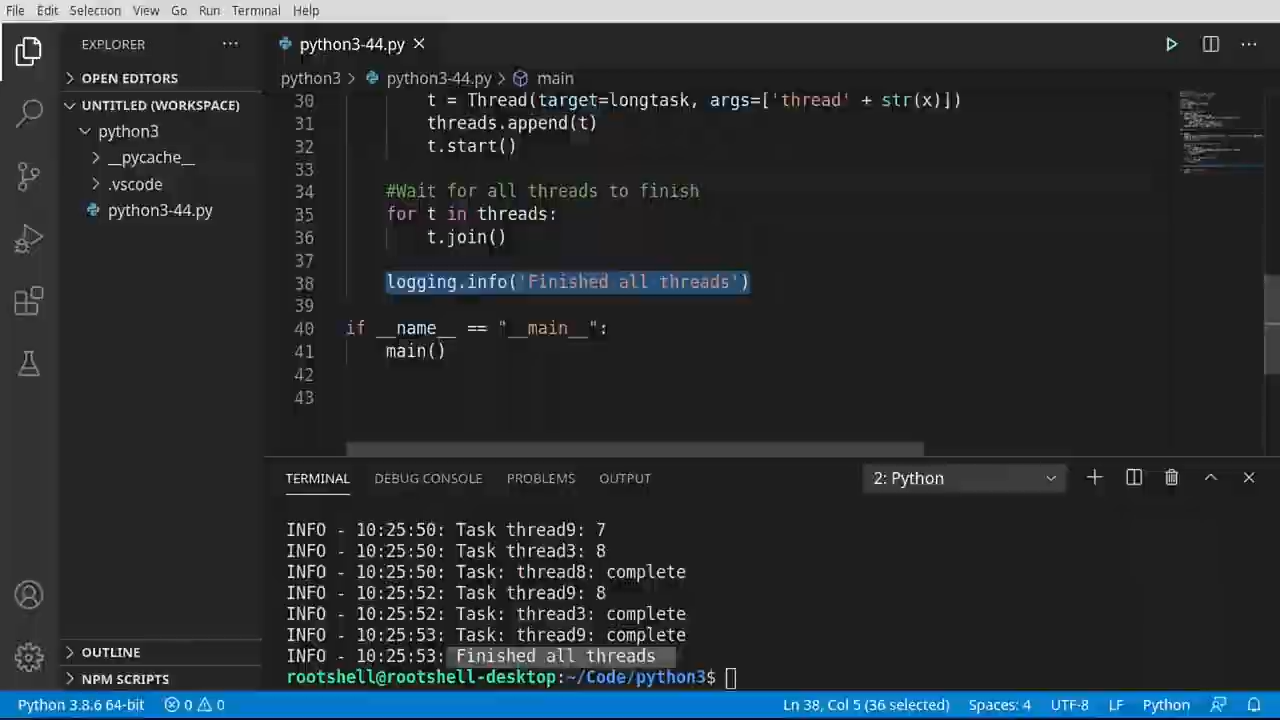 File Edit Selection View Go Run Terminal Help
EXPLORER ···
python3-44.py
OPEN EDITORS
python3 > python3-44.py > main
UNTITLED (WORKSPACE)
python3
__pycache__
.vscode
python3-44.py
30 t = Thread(target=longtask, args=['thread' + str(x)])
31 threads.append(t)
32 t.start()
33
34 #Wait for all threads to finish
35 for t in threads:
36 t.join()
37
38 logging.info('Finished all threads')
39
40 if __name__ == "__main__":
41 main()
42
43
TERMINAL DEBUG CONSOLE PROBLEMS OUTPUT 2: Python
INFO - 10:25:50: Task thread9: 7
INFO - 10:25:50: Task thread3: 8
INFO - 10:25:50: Task: thread8: complete
INFO - 10:25:52: Task thread9: 8
INFO - 10:25:52: Task: thread3: complete
INFO - 10:25:53: Task: thread9: complete
INFO - 10:25:53: Finished all threads
rootshell@rootshell-desktop:~/Code/python3$
OUTLINE
NPM SCRIPTS
Python 3.8.6 64-bit 0 0 Ln 38, Col 5 (36 selected) Spaces: 4 UTF-8 LF Python